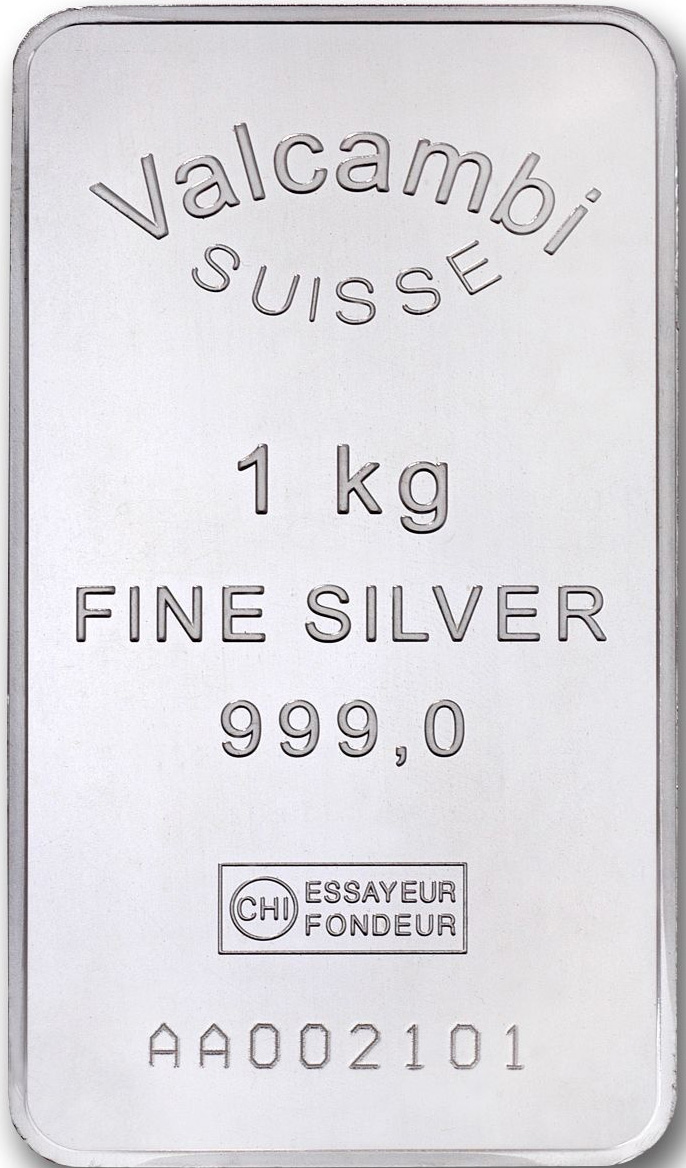 Valcambi
SUISSE
1 kg
FINE SILVER
999,0
CHI ESSAYEUR
FONDEUR
AA002101